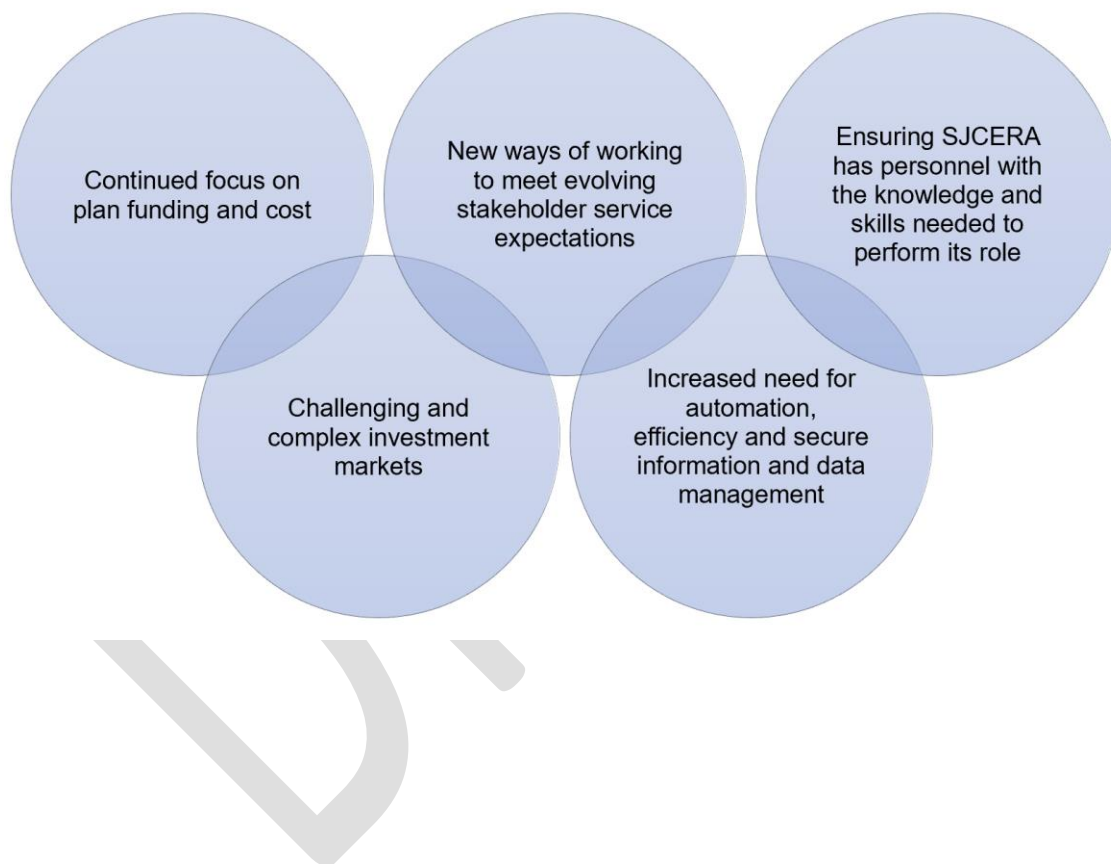 Continued focus on
plan funding and cost
New ways of working
to meet evolving
stakeholder service
expectations
Ensuring SJCERA
has personnel with
the knowledge and
skills needed to
perform its role
Challenging and
complex investment
markets
Increased need for
automation,
efficiency and secure
information and data
management